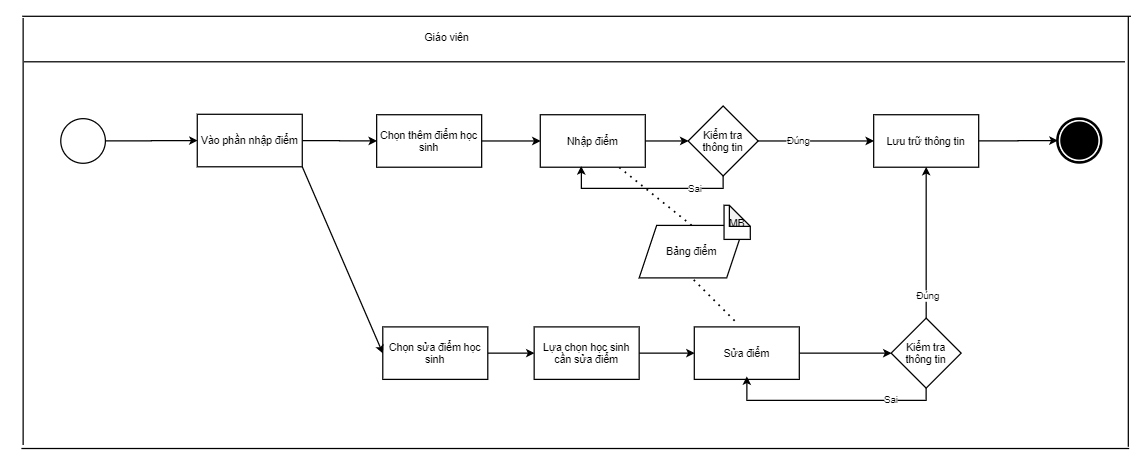 Giáo viên
Vào phần nhập điểm
Chọn thêm điểm học
sinh
Nhập điểm
Kiểm tra
thông tin
Đúng
Lưu trữ thông tin
Sai
MB
Bảng điểm
Đúng
Chọn sửa điểm học
sinh
Lựa chon học sinh
cần sửa điểm
Sửa điểm
Kiểm tra
thông tin
Sai